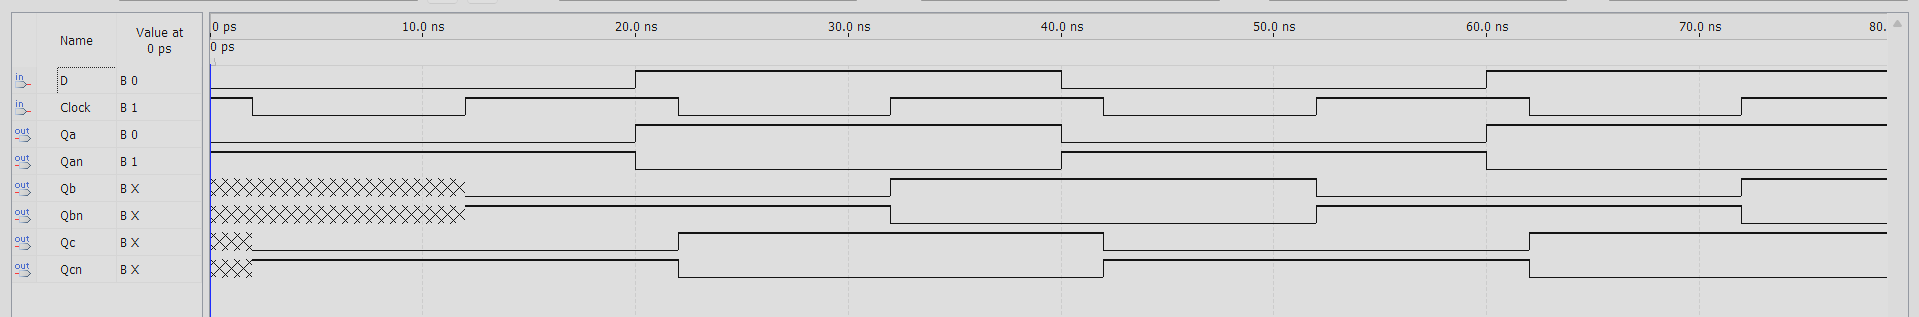 0 ps 10.0 ns 20.0 ns 30.0 ns 40.0 ns 50.0 ns 60.0 ns 70.0 ns 80.
Name Value at 0 ps
0 ps
in D B 0
in Clock B 1
out Qa B 0
out Qan B 1
out Qb B X
out Qbn B X
out Qc B X
out Qcn B X